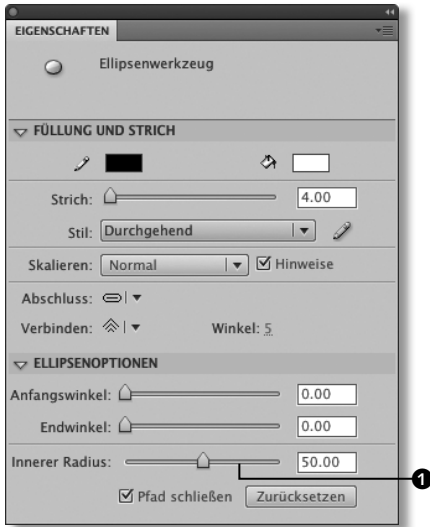 EIGENSCHAFTEN
Ellipsenwerkzeug
FÜLLUNG UND STRICH
Strich: 4.00
Stil: Durchgehend
Skalieren: Normal Hinweise
Abschluss:
Verbinden: Winkel: 5
ELLIPSENOPTIONEN
Anfangswinkel: 0.00
Endwinkel: 0.00
Innerer Radius: 50.00 1
Pfad schließen Zurücksetzen